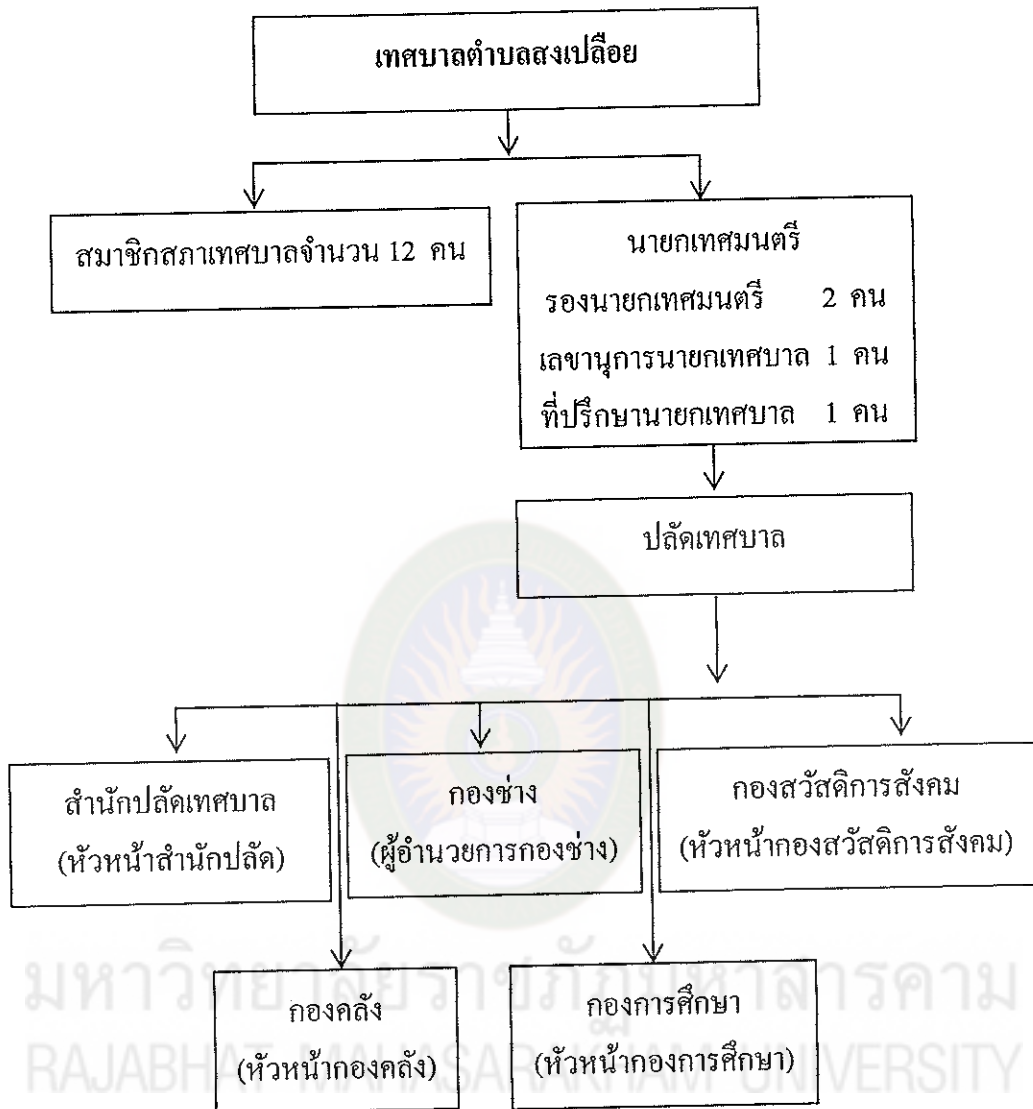 เทศบาลตำบลสงเปลือย
สมาชิกสภาเทศบาลจำนวน 12 คน
นายกเทศมนตรี
รองนายกเทศมนตรี 2 คน
เลขานุการนายกเทศบาล 1 คน
ที่ปรึกษานายกเทศบาล 1 คน
ปลัดเทศบาล
สำนักปลัดเทศบาล
(หัวหน้าสำนักปลัด)
กองช่าง
(ผู้อำนวยการกองช่าง)
กองสวัสดิการสังคม
(หัวหน้ากองสวัสดิการสังคม)
กองคลัง
(หัวหน้ากองคลัง)
กองการศึกษา
(หัวหน้ากองการศึกษา)
มหาวิทยาลัยราชภัฏมหาสารคาม
RAJABHAT MAHASARAKHAM UNIVERSITY